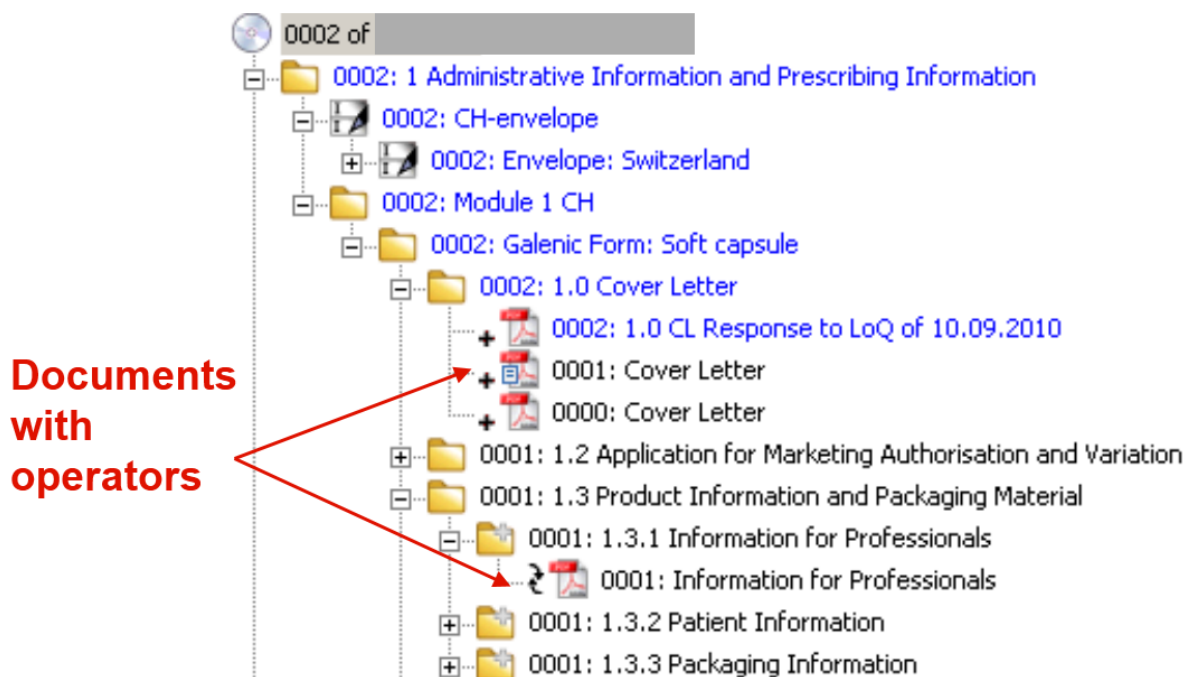 0002 of
0002: 1 Administrative Information and Prescribing Information
0002: CH-envelope
0002: Envelope: Switzerland
0002: Module 1 CH
0002: Galenic Form: Soft capsule
0002: 1.0 Cover Letter
0002: 1.0 CL Response to LoQ of 10.09.2010
0001: Cover Letter
0000: Cover Letter
0001: 1.2 Application for Marketing Authorisation and Variation
0001: 1.3 Product Information and Packaging Material
0001: 1.3.1 Information for Professionals
0001: Information for Professionals
0001: 1.3.2 Patient Information
0001: 1.3.3 Packaging Information
Documents
with
operators